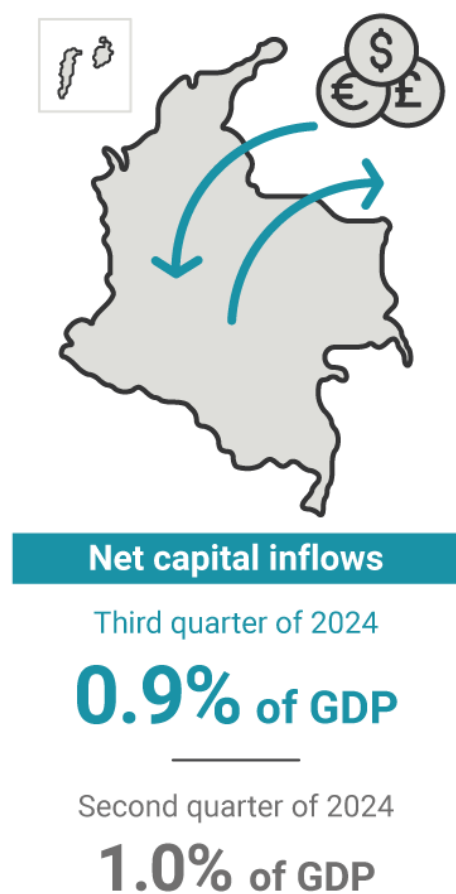 $
€ £
Net capital inflows
Third quarter of 2024
0.9% of GDP
Second quarter of 2024
1.0% of GDP